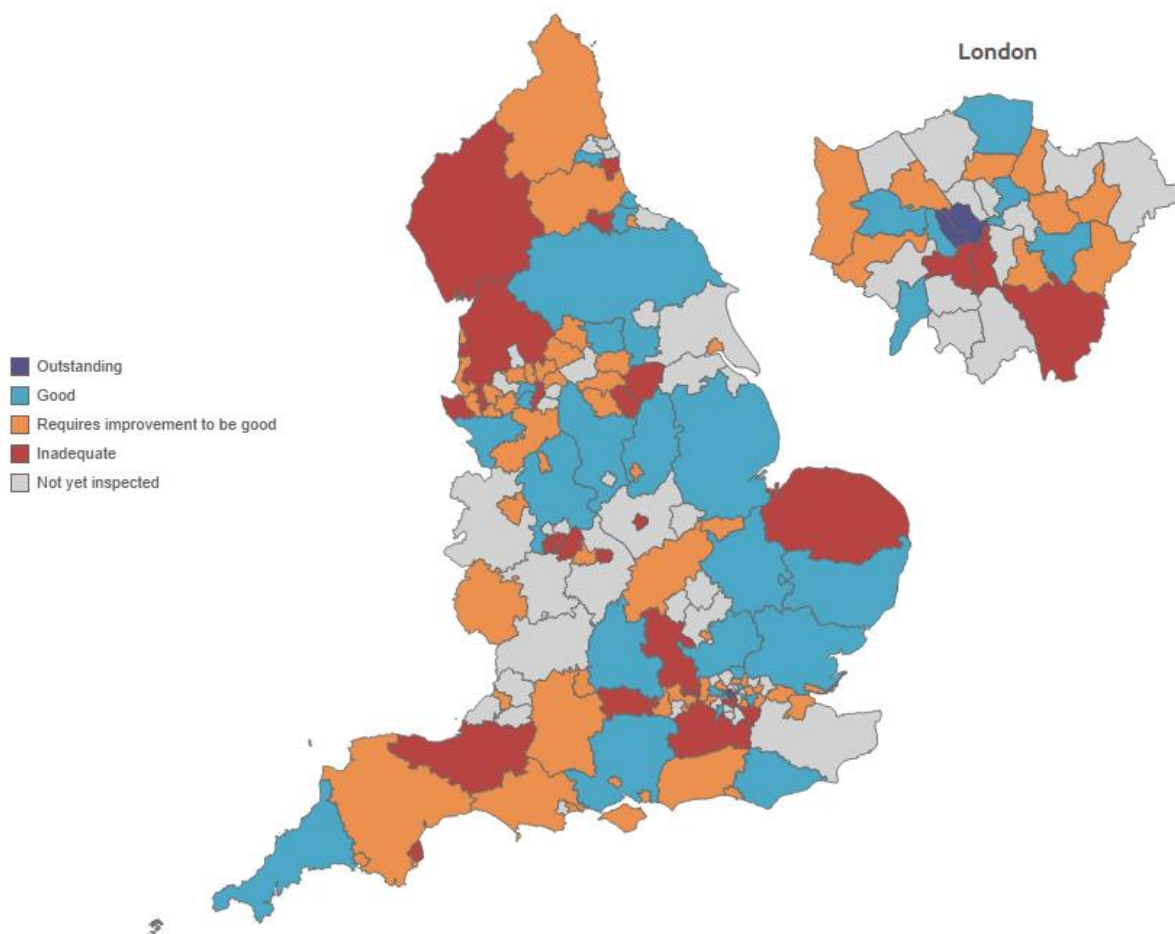 London
Outstanding
Good
Requires improvement to be good
Inadequate
Not yet inspected